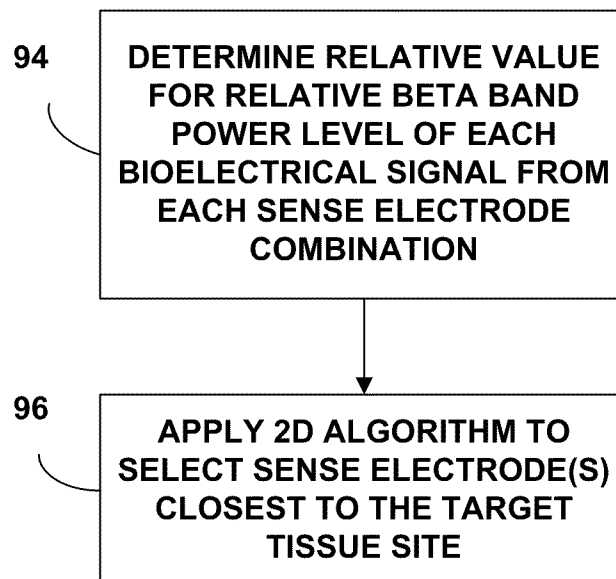 94
DETERMINE RELATIVE VALUE
FOR RELATIVE BETA BAND
POWER LEVEL OF EACH
BIOELECTRICAL SIGNAL FROM
EACH SENSE ELECTRODE
COMBINATION
96
APPLY 2D ALGORITHM TO
SELECT SENSE ELECTRODE(S)
CLOSEST TO THE TARGET
TISSUE SITE